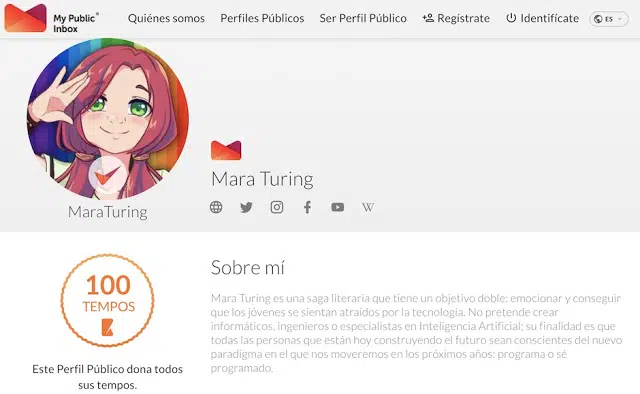 My Public®
Inbox
Quiénes somos
Perfiles Públicos
Ser Perfil Público
Regístrate
Identifícate
ES
Mara Turing
W
MaraTuring
100
TEMPOS
Este Perfil Público dona todos
sus tempos.
Sobre mí
Mara Turing es una saga literaria que tiene un objetivo doble: emocionar y conseguir
que los jóvenes se sientan atraídos por la tecnología. No pretende crear
informáticos, ingenieros o especialistas en Inteligencia Artificial; su finalidad es que
todas las personas que están hoy construyendo el futuro sean conscientes del nuevo
paradigma en el que nos moveremos en los próximos años: programa o sé
programado.